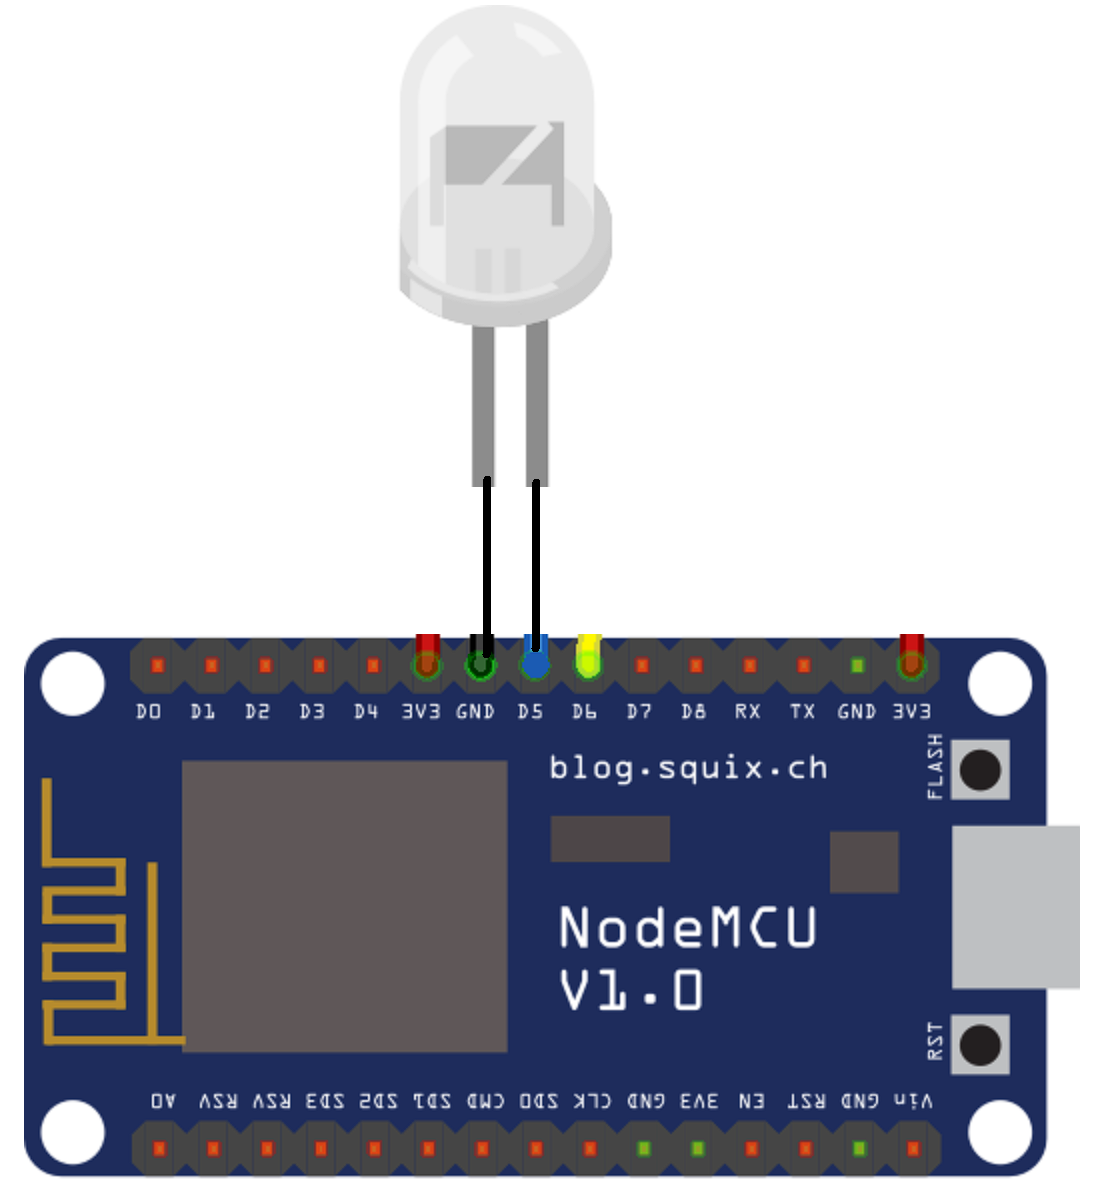 D0 D1 D2 D3 D4 3V3 GND D5 D6 D7 D8 RX TX GND 3V3
FLASH
blog.squix.ch
NodeMCU
V1.0
RST
A0 RSV RSV SD3 SD2 SD1 CMD SD0 CLK GND 3V3 EN RST GND Vin